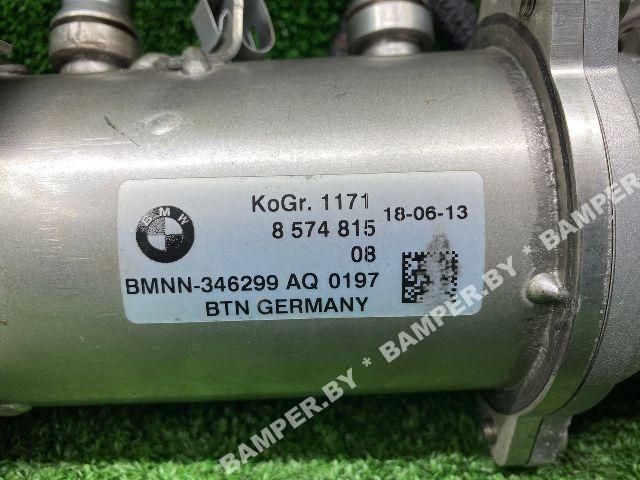 BMW
KoGr. 1171
18-06-13
8 574 815
08
BMNN-346299 AQ 0197
BTN GERMANY
BAMPER.BY * BAMPER.BY * BAMPER.BY